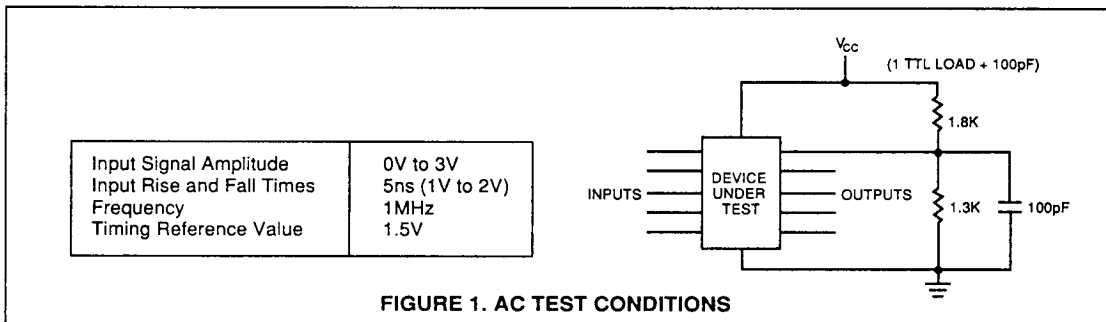 Input Signal Amplitude 0V to 3V
Input Rise and Fall Times 5ns (1V to 2V)
Frequency 1MHz
Timing Reference Value 1.5V
VCC
(1 TTL LOAD + 100pF)
1.8K
INPUTS
DEVICE
UNDER
TEST
OUTPUTS
1.3K
100pF
FIGURE 1. AC TEST CONDITIONS